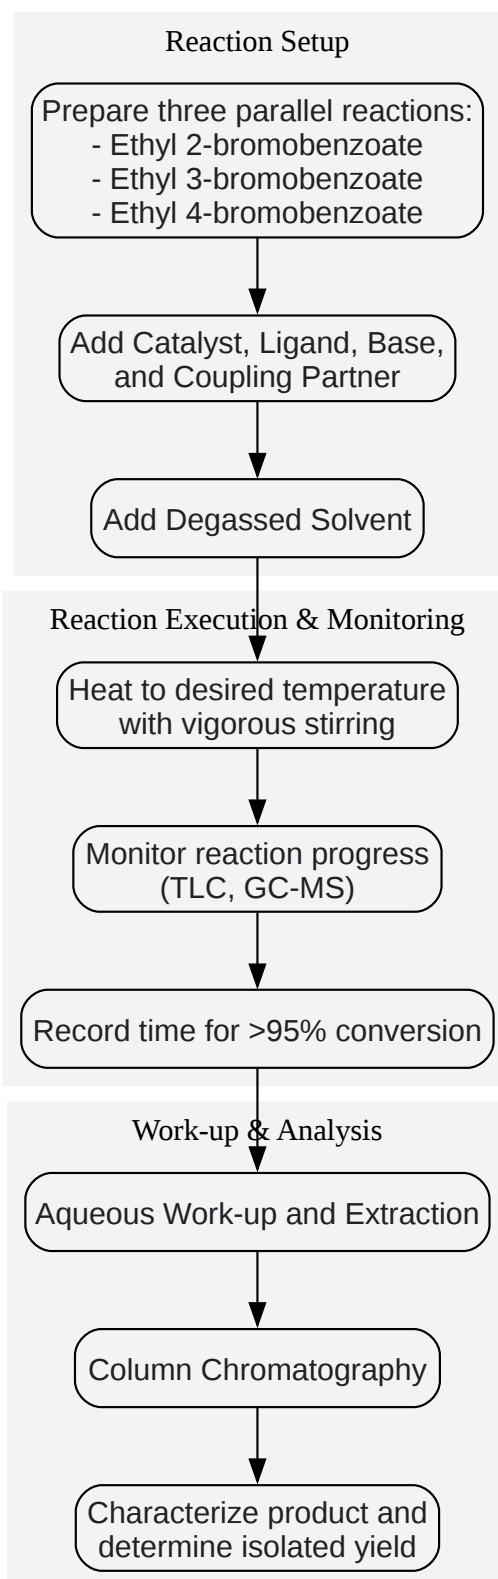 Reaction Setup
Prepare three parallel reactions:
- Ethyl 2-bromobenzoate
- Ethyl 3-bromobenzoate
- Ethyl 4-bromobenzoate
Add Catalyst, Ligand, Base,
and Coupling Partner
Add Degassed Solvent
Reaction Execution & Monitoring
Heat to desired temperature
with vigorous stirring
Monitor reaction progress
(TLC, GC-MS)
Record time for >95% conversion
Work-up & Analysis
Aqueous Work-up and Extraction
Column Chromatography
Characterize product and
determine isolated yield